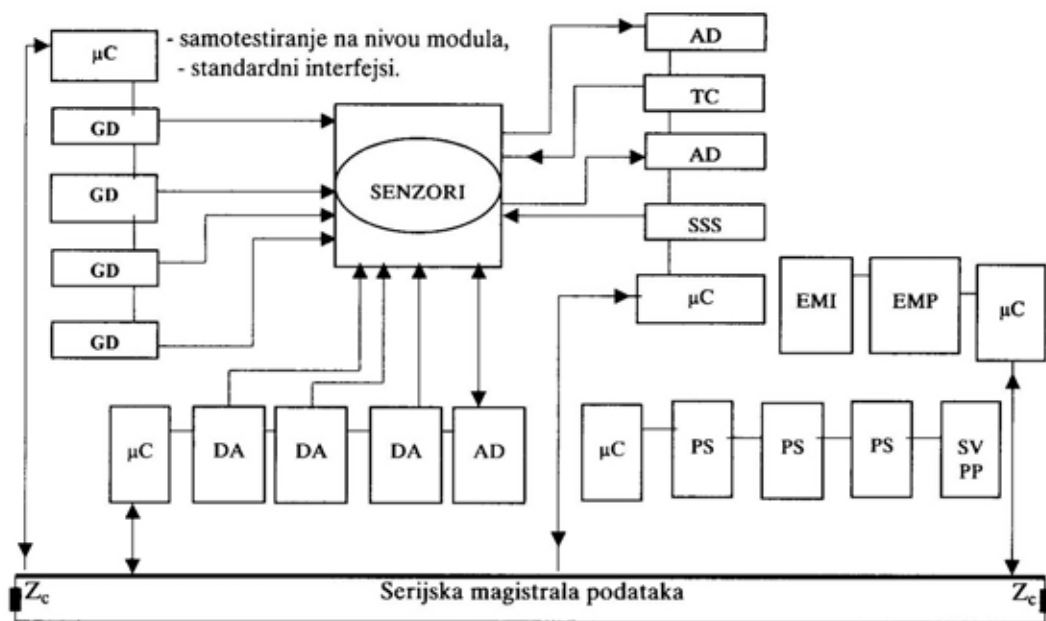 μC
- samotestiranje na nivou modula,
- standardni interfejsi.
GD
GD
GD
GD
SENZORI
AD
TC
AD
SSS
μC
EMI
EMP
μC
μC
DA
DA
DA
AD
μC
PS
PS
PS
SV
PP
Zc
Serijska magistrala podataka
Zc